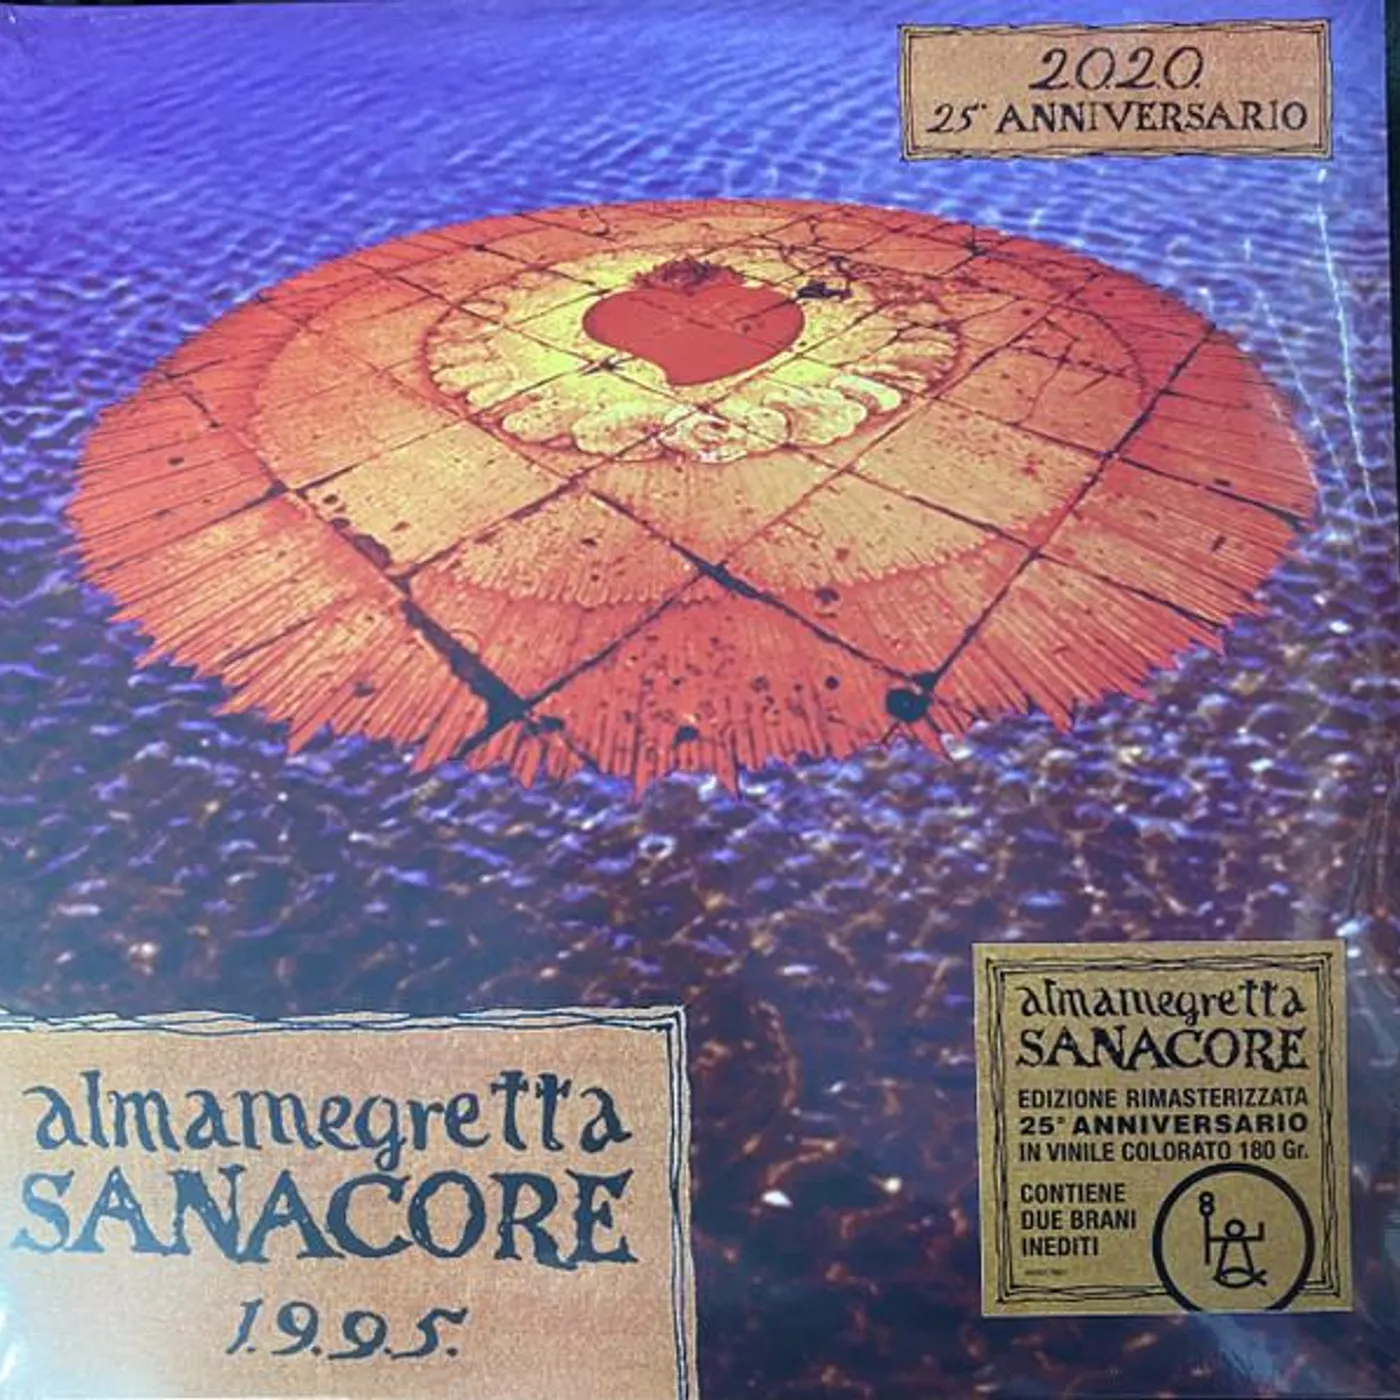 2.0.2.0.
25° ANNIVERSARIO
almamegretta
SANACORE
1.9.9.5.
almamegretta
SANACORE
EDIZIONE RIMASTERIZZATA
25° ANNIVERSARIO
IN VINILE COLORATO 180 Gr.
CONTIENE
DUE BRANI
INEDITI
8